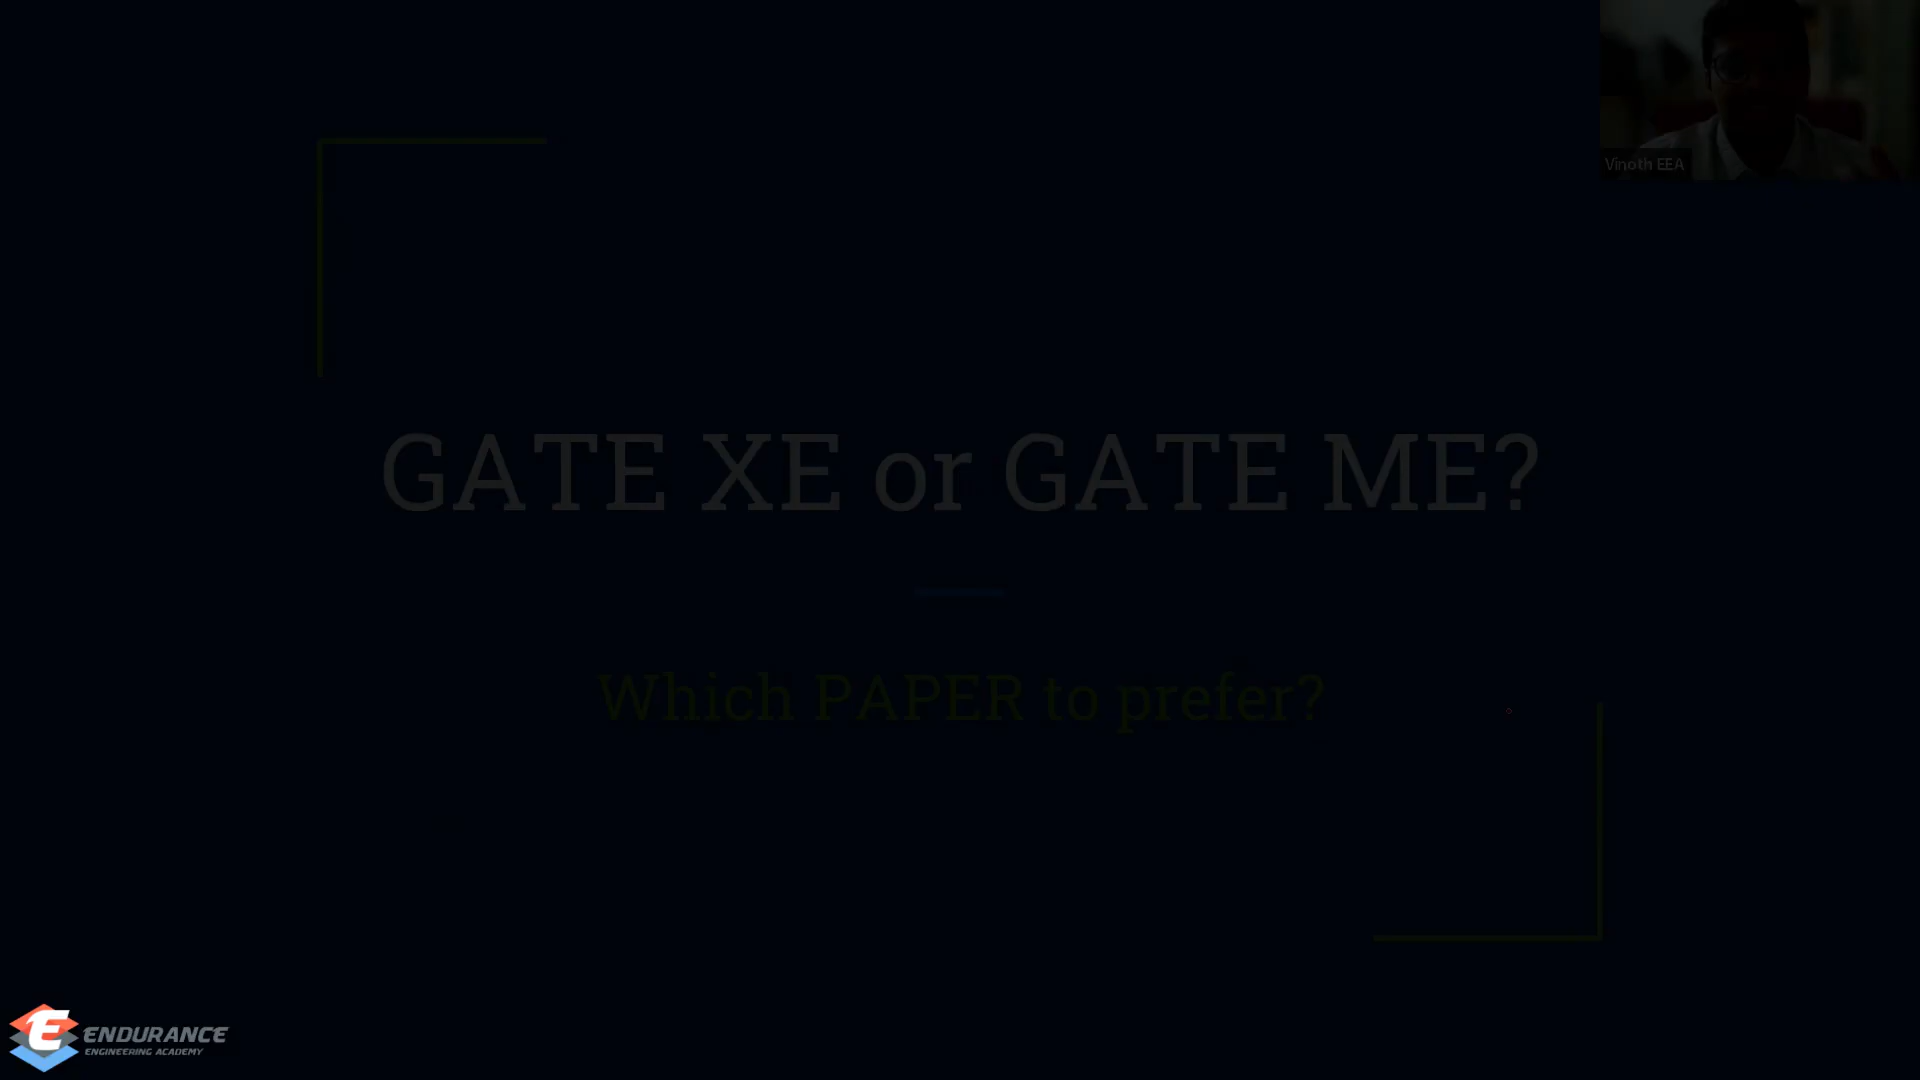 Vinoth EEA
GATE XE or GATE ME?
Which PAPER to prefer?
E ENDURANCE
ENGINEERING ACADEMY